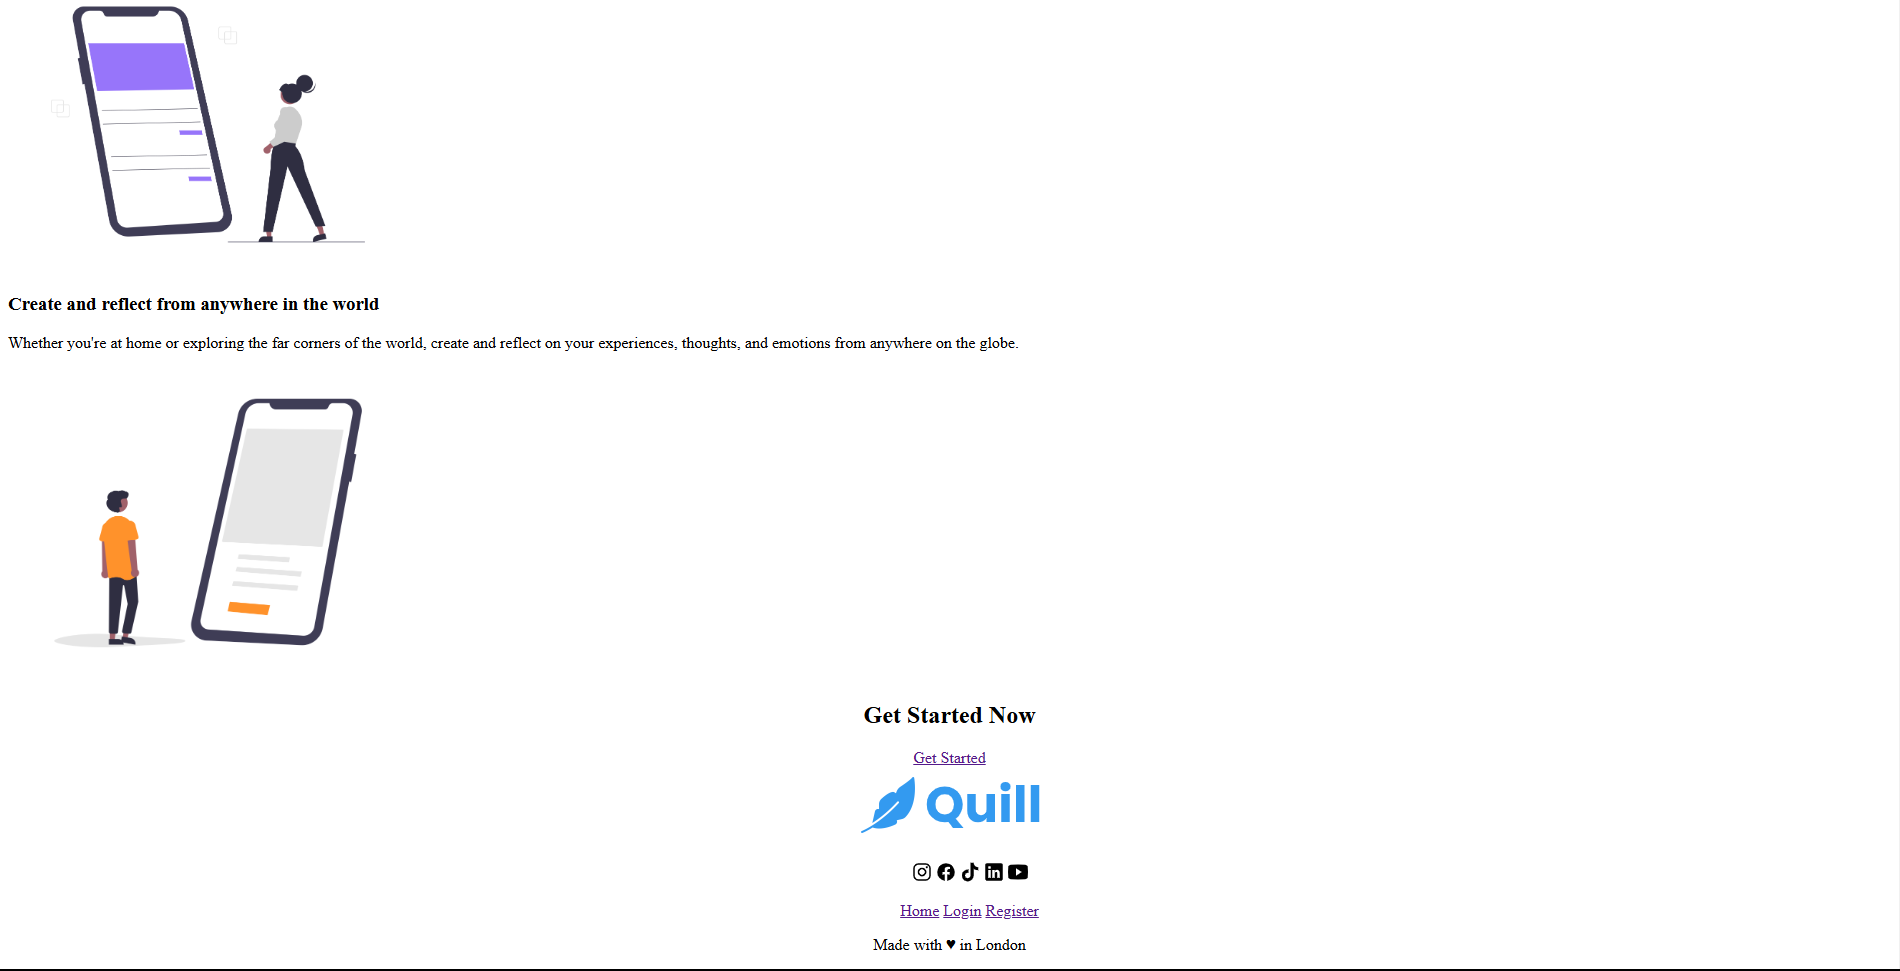 Create and reflect from anywhere in the world
Whether you're at home or exploring the far corners of the world, create and reflect on your experiences, thoughts, and emotions from anywhere on the globe.
Get Started Now
Get Started
Quill
Home Login Register
Made with ♥ in London